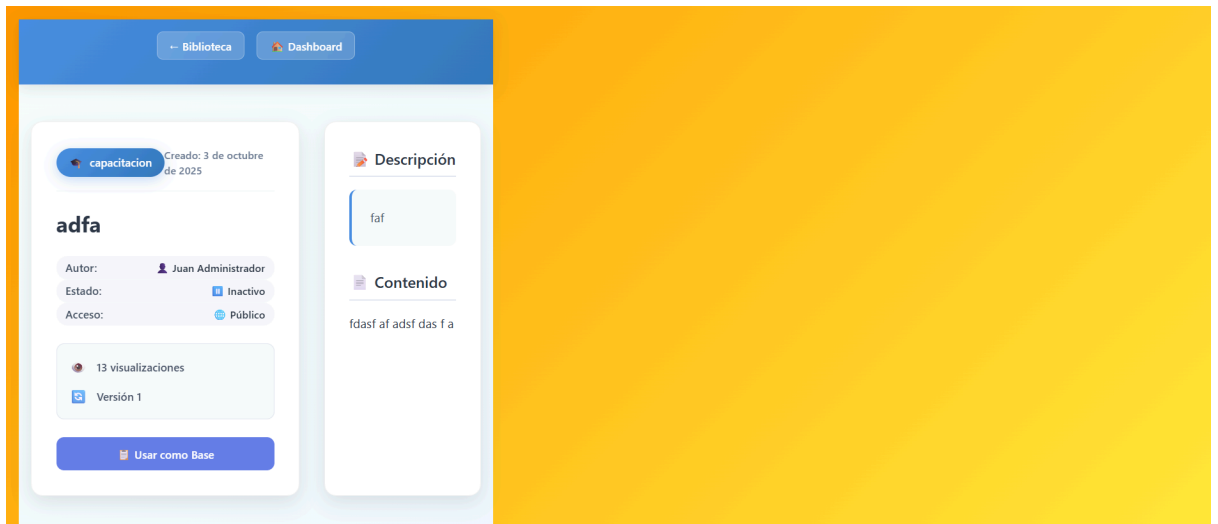 ← Biblioteca
Dashboard
capacitacion
Creado: 3 de octubre
de 2025
adfa
Autor:
Juan Administrador
Estado:
Inactivo
Acceso:
Público
13 visualizaciones
Versión 1
Usar como Base
Descripción
faf
Contenido
fdasf af adsf das f a